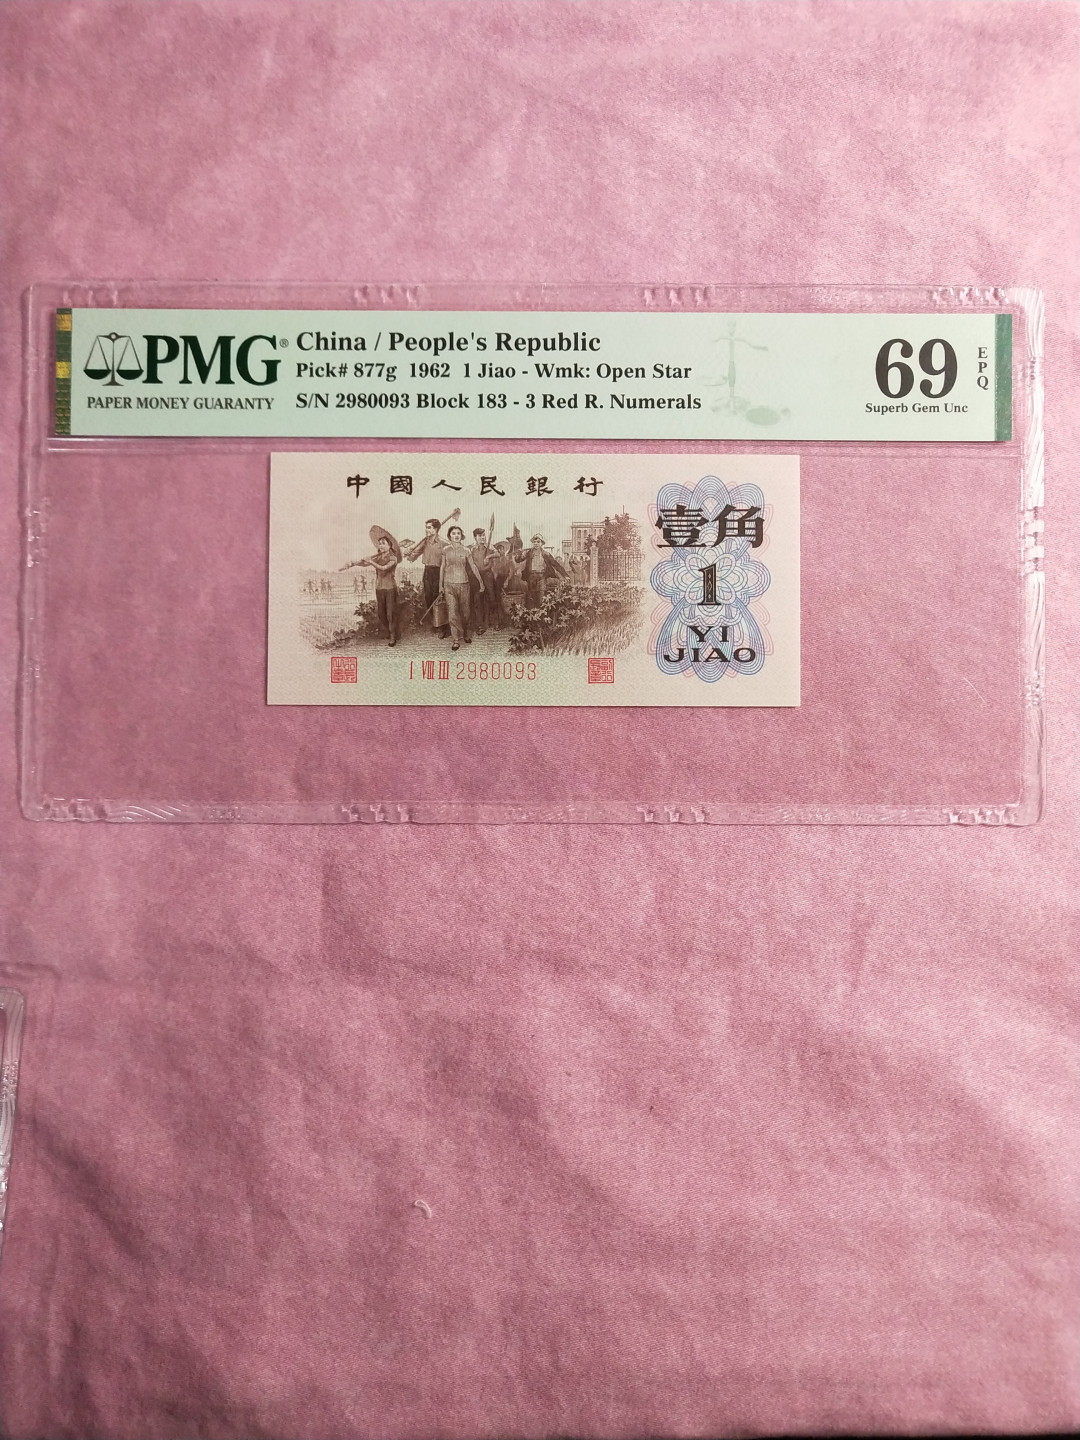 PMG®
PAPER MONEY GUARANTY
China / People's Republic
Pick# 877g 1962 1 Jiao - Wmk: Open Star
S/N 2980093 Block 183 - 3 Red R. Numerals
69
EPQ
Superb Gem Unc
中國人民銀行
壹角
1
YI
JIAO
I VIII III 2980093